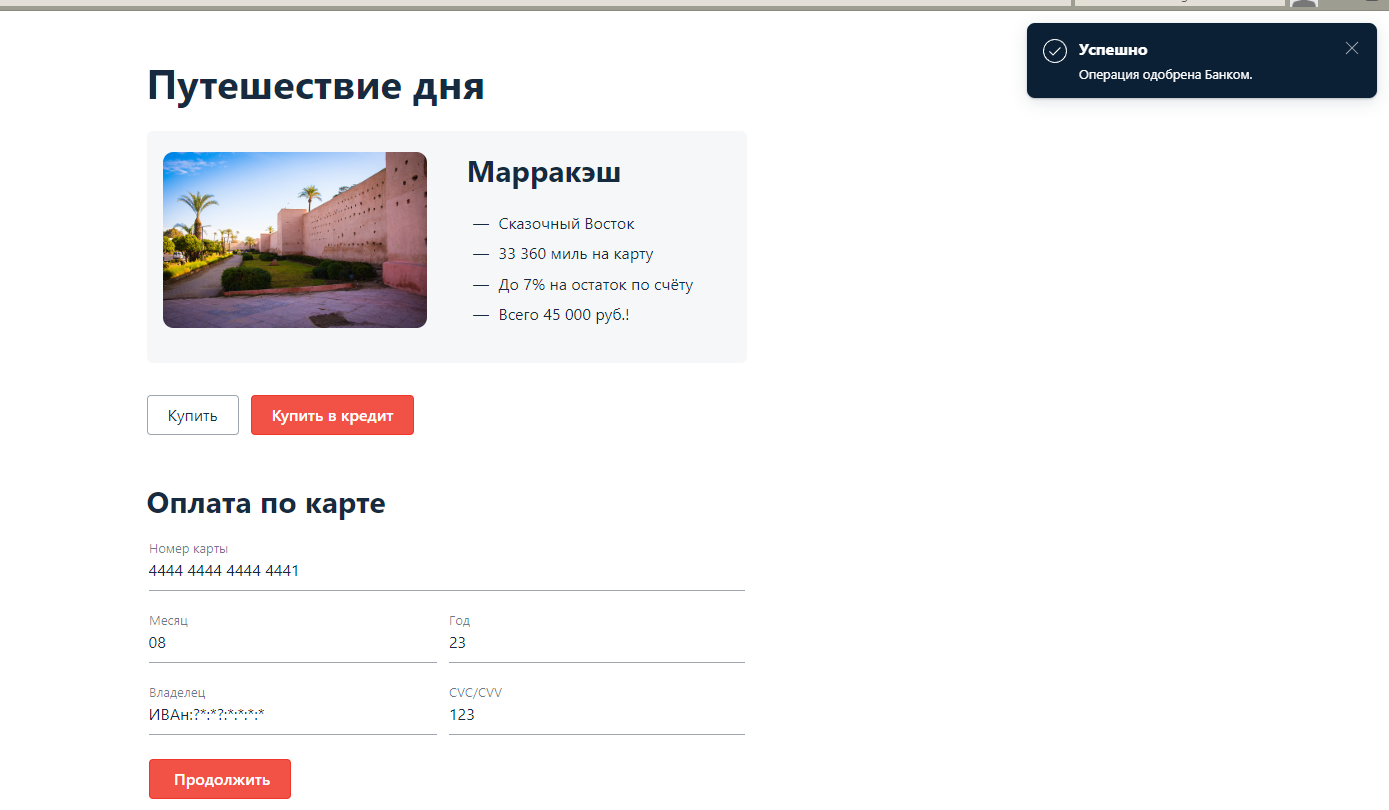 Успешно
Операция одобрена Банком.
Путешествие дня
Марракэш
— Сказочный Восток
— 33 360 миль на карту
— До 7% на остаток по счёту
— Всего 45 000 руб.!
Купить
Купить в кредит
Оплата по карте
Номер карты
4444 4444 4444 4441
Месяц
Год
08
23
Владелец
CVC/CVV
ИВАн:?*:*?:*:*:*:*
123
Продолжить